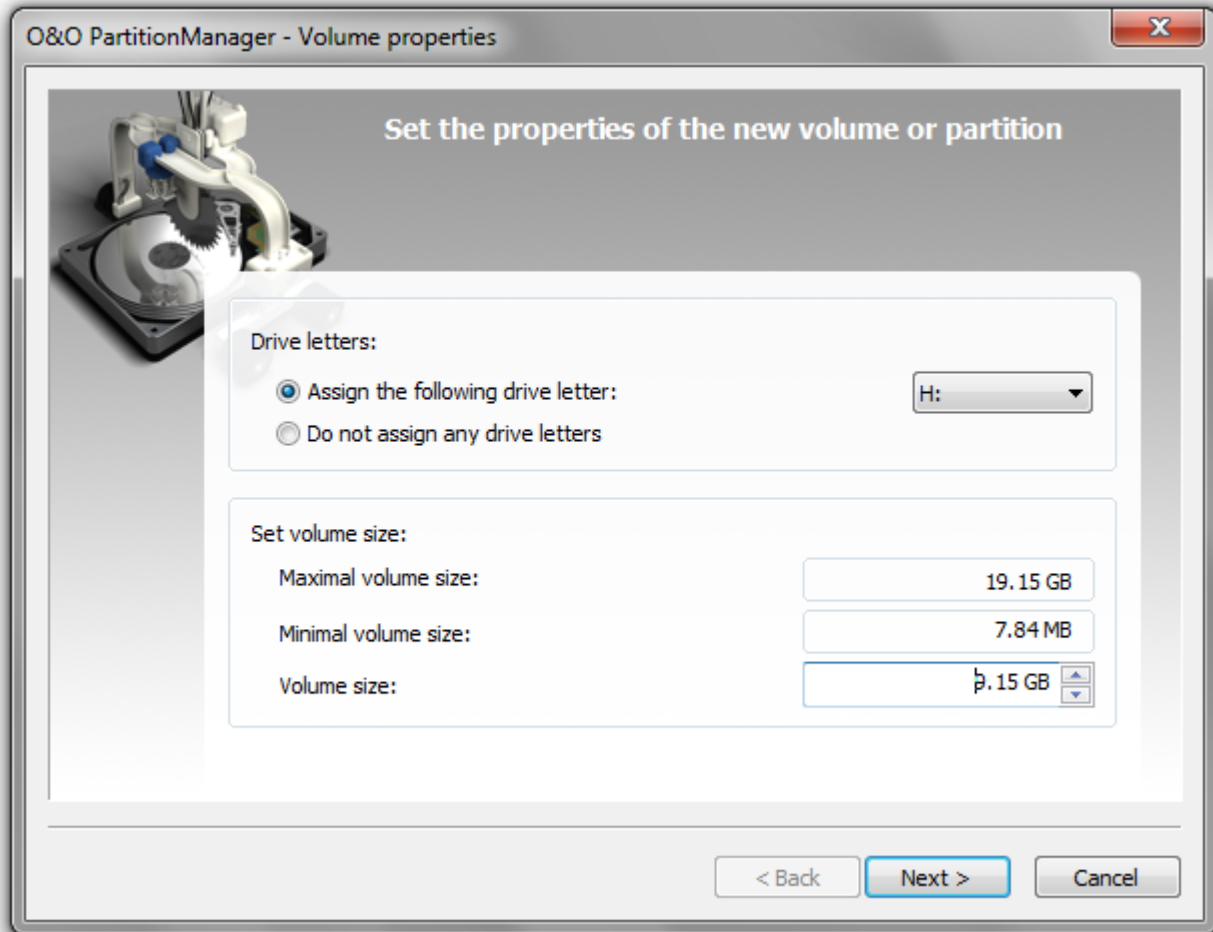 O&O PartitionManager - Volume properties
Set the properties of the new volume or partition
Drive letters:
Assign the following drive letter: H:
Do not assign any drive letters
Set volume size:
Maximal volume size: 19.15 GB
Minimal volume size: 7.84 MB
Volume size: 9.15 GB
< Back Next > Cancel